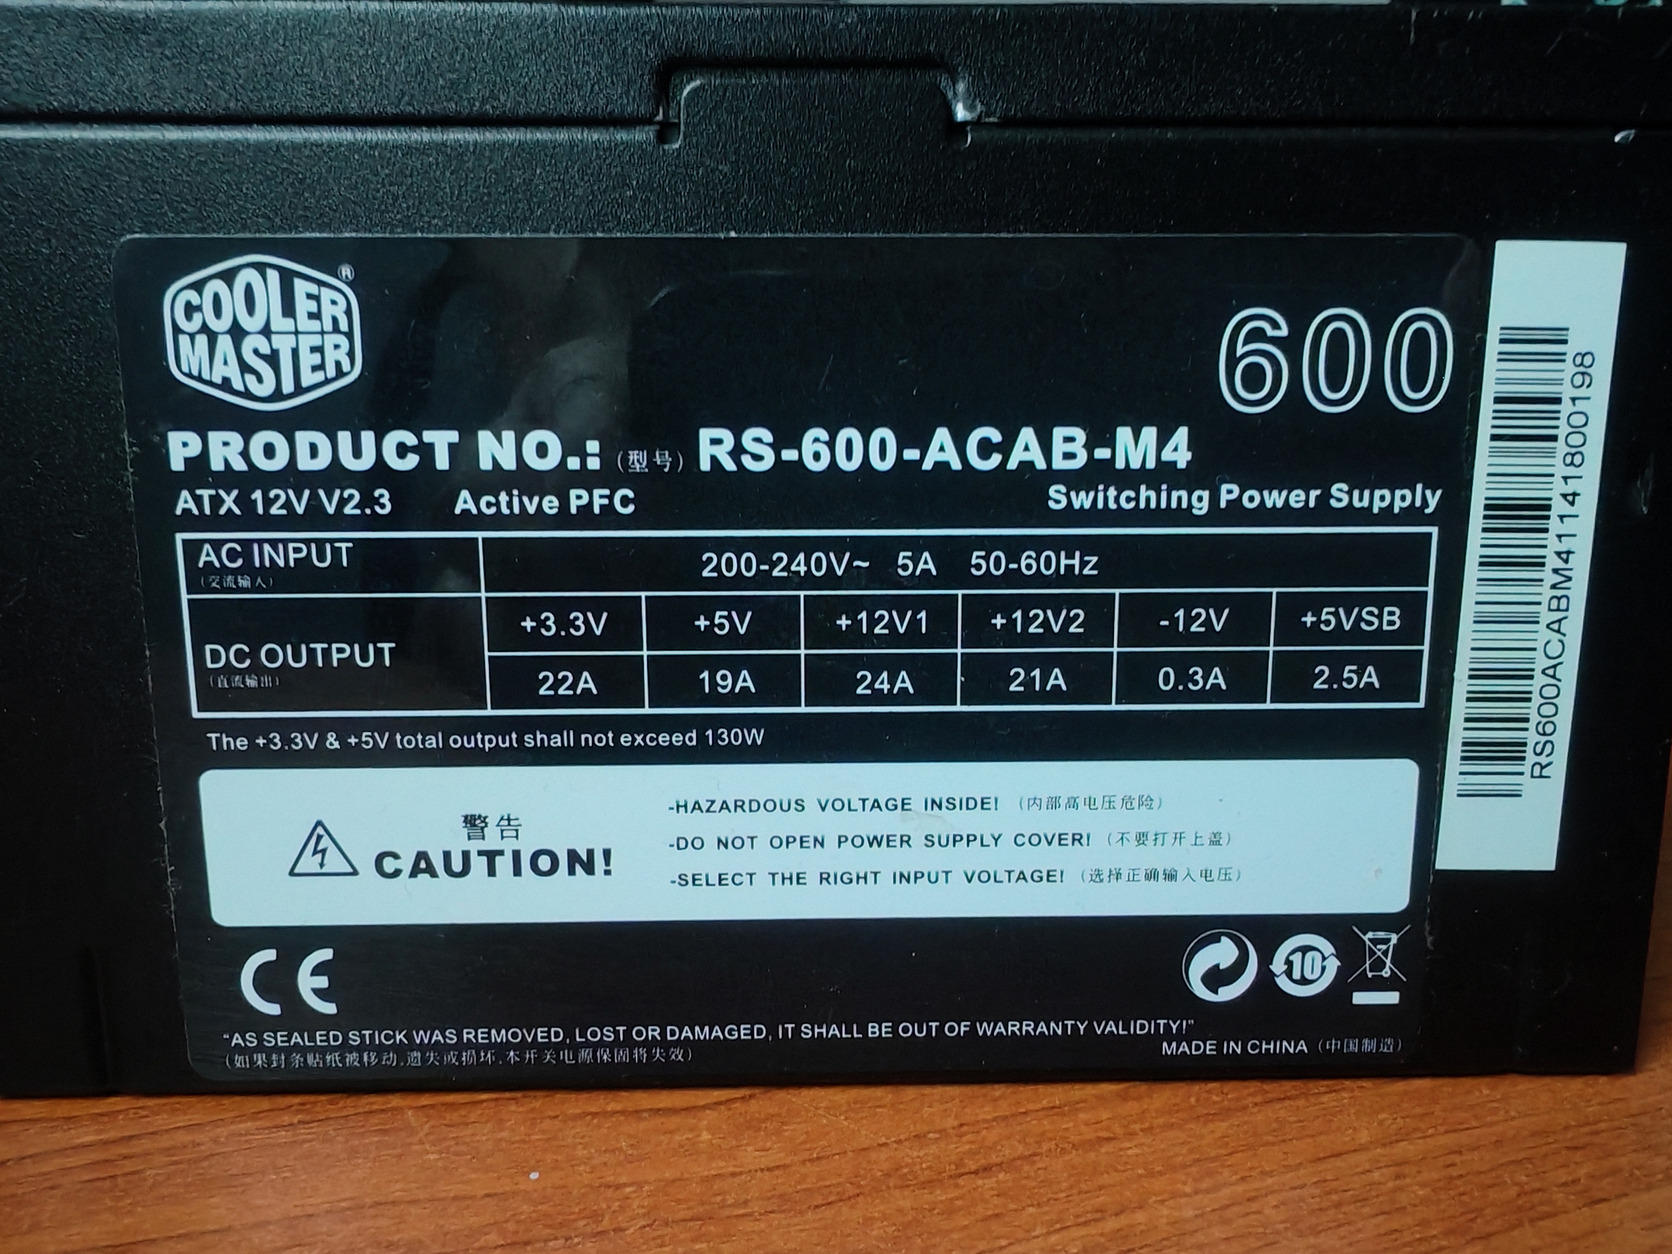 COOLER
MASTER®
600
PRODUCT NO.: (型号) RS-600-ACAB-M4
ATX 12V V2.3 Active PFC Switching Power Supply
AC INPUT 200-240V~ 5A 50-60Hz
(交流输入)
+3.3V +5V +12V1 +12V2 -12V +5VSB
DC OUTPUT
(直流输出)
22A 19A 24A 21A 0.3A 2.5A
The +3.3V & +5V total output shall not exceed 130W
警告
CAUTION!
-HAZARDOUS VOLTAGE INSIDE! (内部高电压危险)
-DO NOT OPEN POWER SUPPLY COVER! (不要打开上盖)
-SELECT THE RIGHT INPUT VOLTAGE! (选择正确输入电压)
CE
10
"AS SEALED STICK WAS REMOVED, LOST OR DAMAGED, IT SHALL BE OUT OF WARRANTY VALIDITY!"
(如果封条贴纸被移动,遗失或损坏,本开关电源保固将失效)
MADE IN CHINA (中国制造)
RS600ACABM41141800198